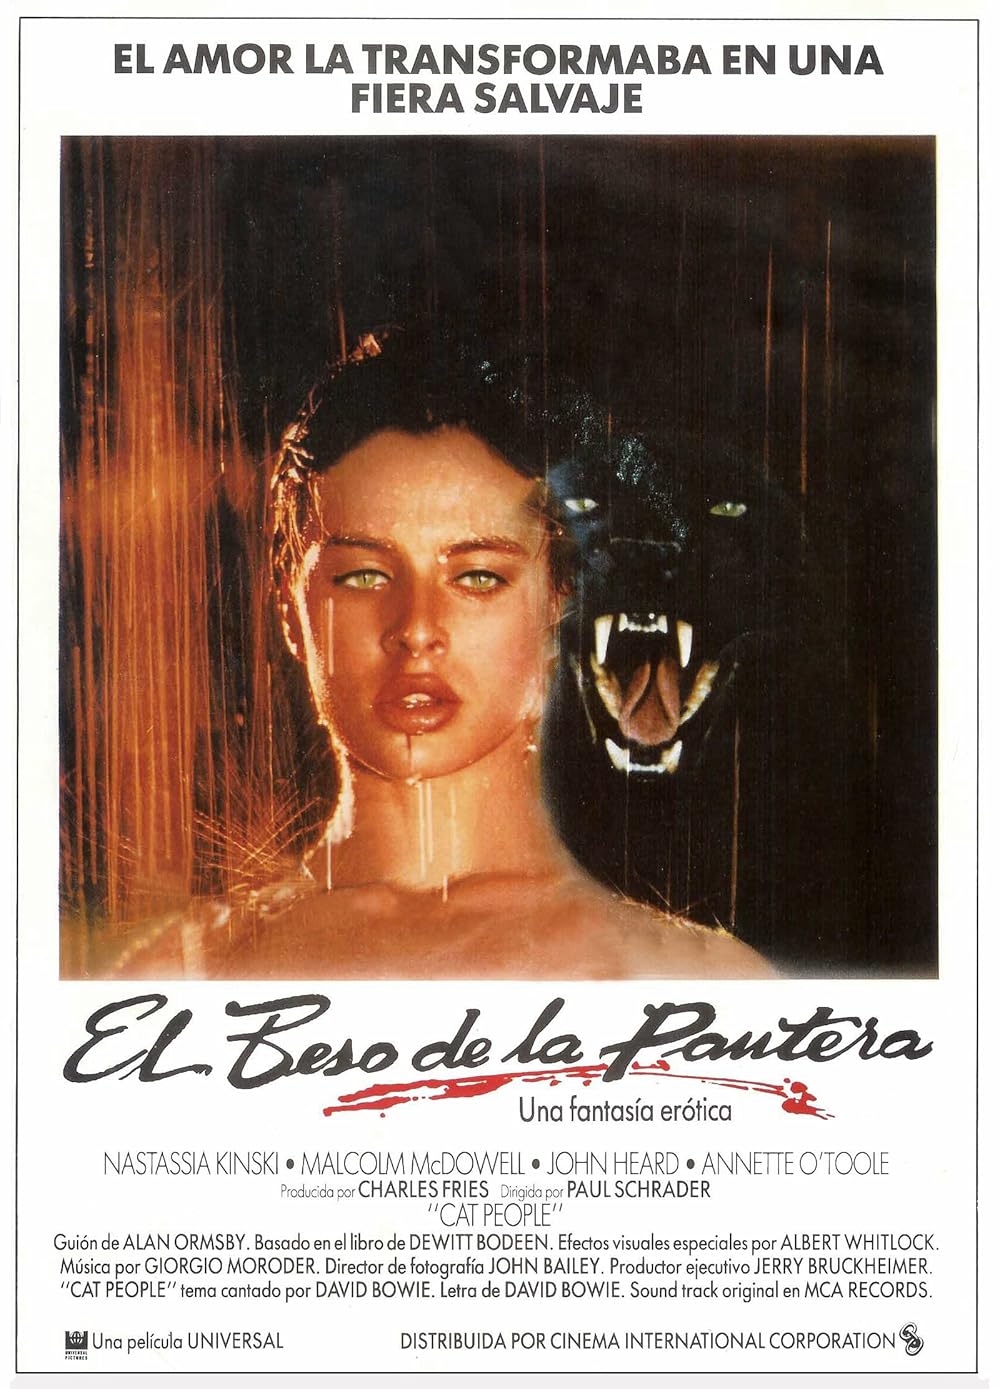 EL AMOR LA TRANSFORMABA EN UNA
FIERA SALVAJE
El Beso de la Pantera
Una fantasía erótica
NASTASSIA KINSKI • MALCOLM McDOWELL • JOHN HEARD • ANNETTE O'TOOLE
Producida por CHARLES FRIES Dirigida por PAUL SCHRADER
"CAT PEOPLE"
Guión de ALAN ORMSBY. Basado en el libro de DEWITT BODEEN. Efectos visuales especiales por ALBERT WHITLOCK.
Música por GIORGIO MORODER. Director de fotografía JOHN BAILEY. Productor ejecutivo JERRY BRUCKHEIMER.
"CAT PEOPLE" tema cantado por DAVID BOWIE. Letra de DAVID BOWIE. Sound track original en MCA RECORDS.
UNIVERSAL PICTURES Una película UNIVERSAL DISTRIBUIDA POR CINEMA INTERNATIONAL CORPORATION